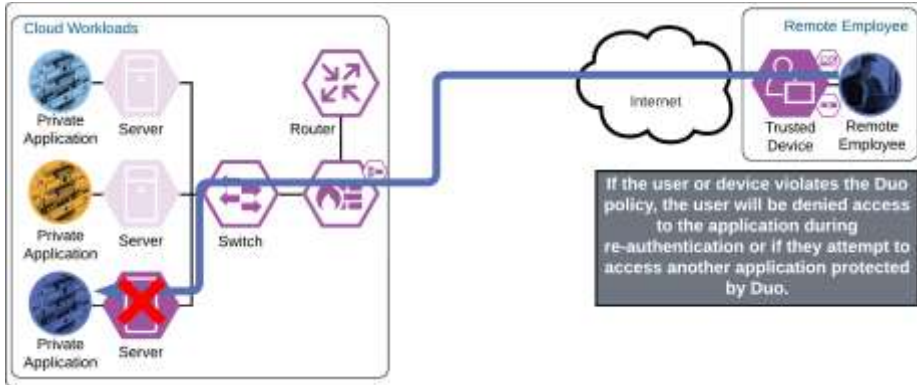 Cloud Workloads
Remote Employee
Private
Application
Server
Router
Internet
Trusted
Device
Remote
Employee
Private
Application
Server
Switch
If the user or device violates the Duo
policy, the user will be denied access
to the application during
re-authentication or if they attempt to
access another application protected
by Duo.
Private
Application
Server